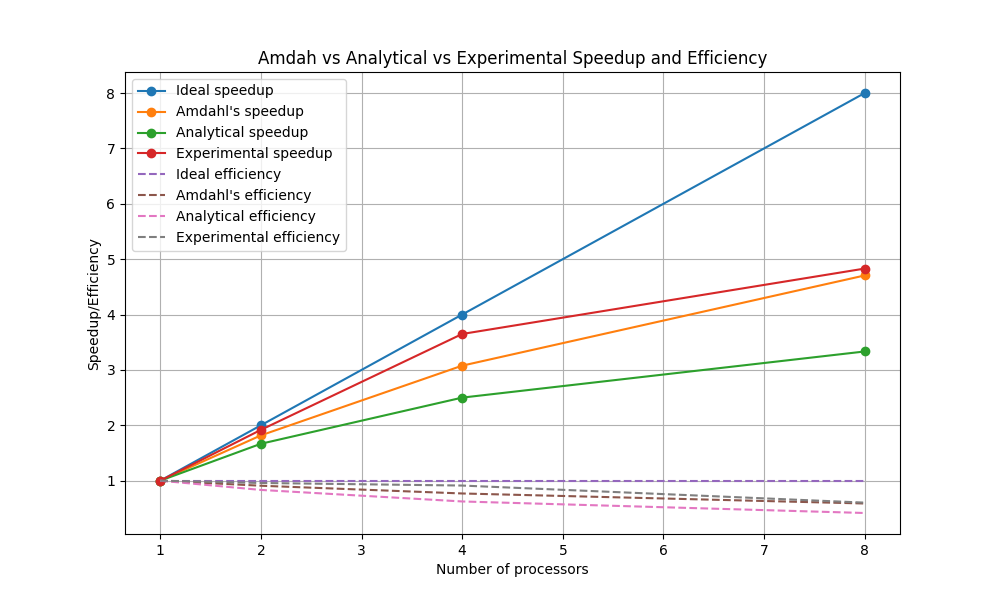 Amdah vs Analytical vs Experimental Speedup and Efficiency
Ideal speedup
Amdahl's speedup
Analytical speedup
Experimental speedup
Ideal efficiency
Amdahl's efficiency
Analytical efficiency
Experimental efficiency
Speedup/Efficiency
8
7
6
5
4
3
2
1
1 2 3 4 5 6 7 8
Number of processors